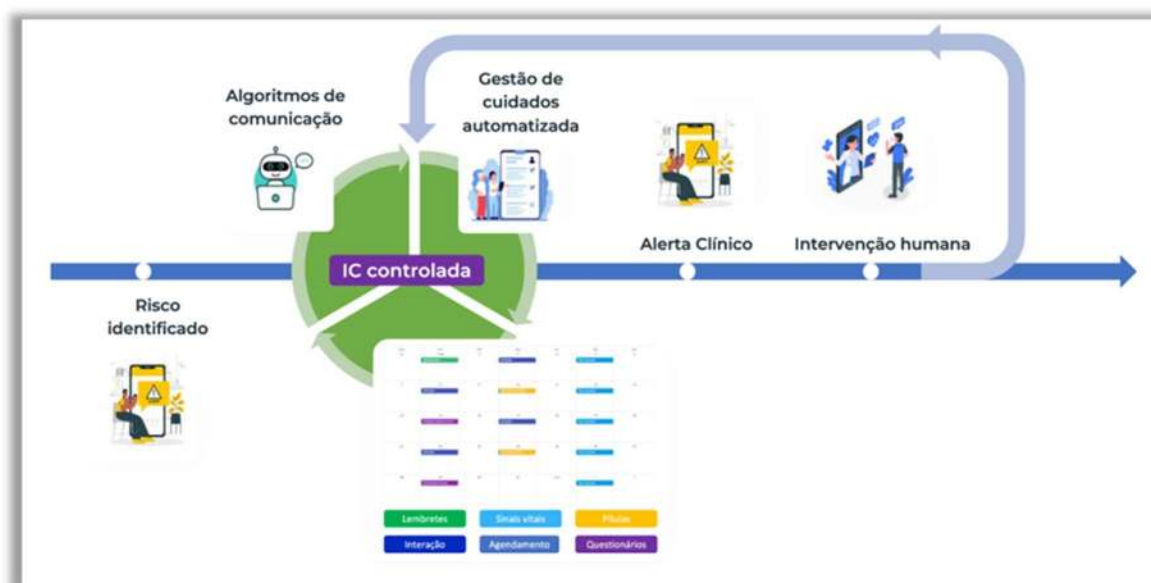 Algoritmos de
comunicação
Gestão de
cuidados
automatizada
IC controlada
Alerta Clínico
Intervenção humana
Risco
identificado
Lembretes
Sinais vitais
Pílulas
Interação
Agendamento
Questionários